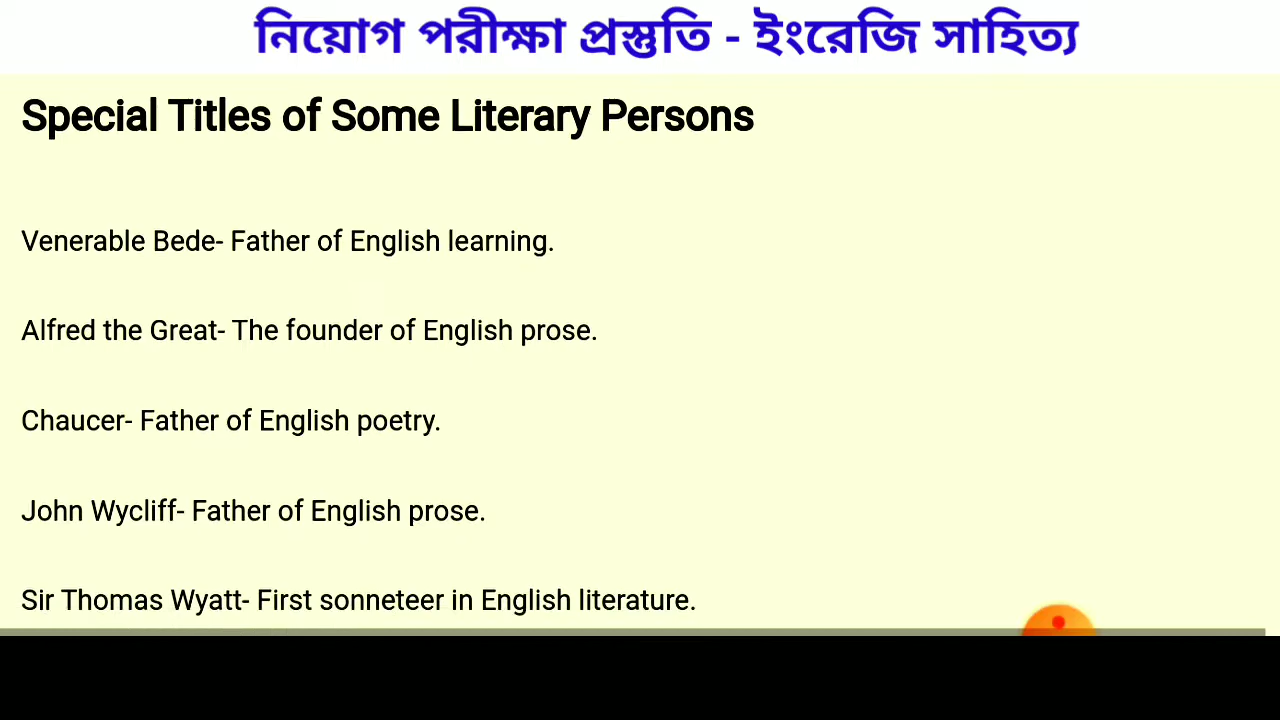 নিয়োগ পরীক্ষা প্রস্তুতি - ইংরেজি সাহিত্য
Special Titles of Some Literary Persons
Venerable Bede- Father of English learning.
Alfred the Great- The founder of English prose.
Chaucer- Father of English poetry.
John Wycliff- Father of English prose.
Sir Thomas Wyatt- First sonneteer in English literature.